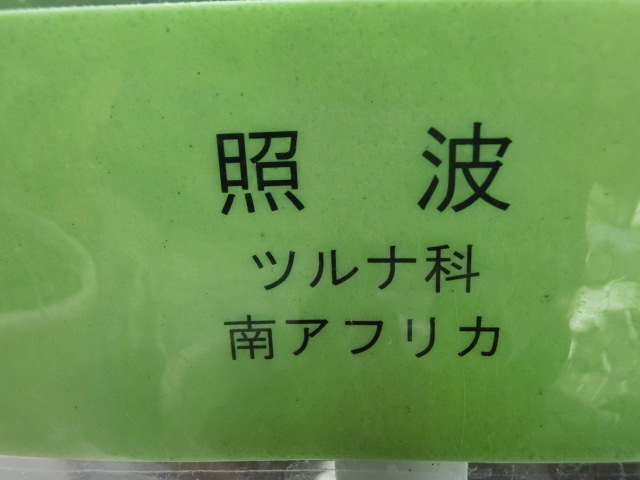 照 波
ツルナ科
南アフリカ